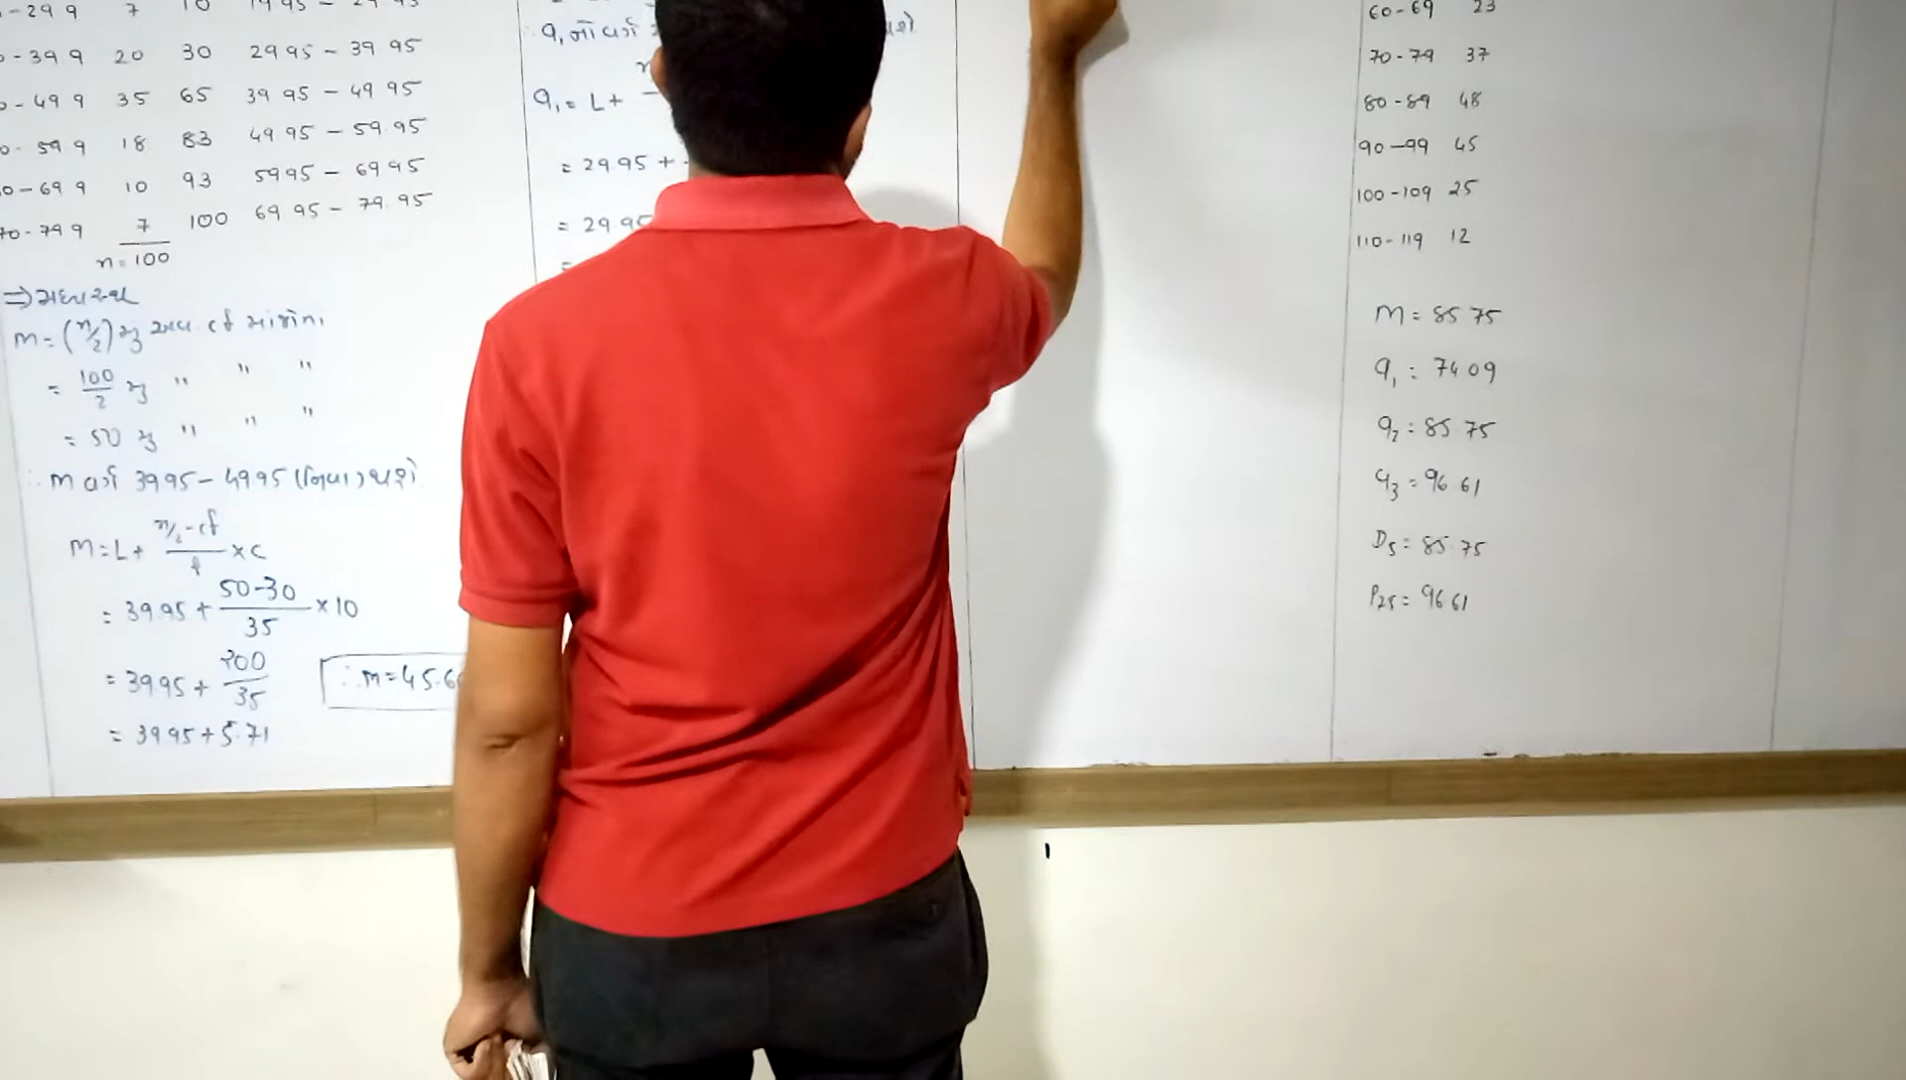 -29 9 7 10 19 95 - 29 95
-39 9 20 30 29 95 - 39 95
-49 9 35 65 39 95 - 49 95
- 59 9 18 83 49 95 - 59.95
0-69 9 10 93 59 95 - 69 95
70-79 9 7 100 69 95 - 79.95
n=100
⇒ મધ્યસ્થ
M = (n/2) મુ અવ. cf માંજોતા
= 100/2 મુ " " "
= 50 મુ " " "
∴ M વર્ગ 39.95 - 49.95 (નિવા) થશે
M = L + n/2 - cf / f × c
= 39.95 + 50-30 / 35 × 10
= 39.95 + 200 / 35
= 39.95 + 5.71
∴ M = 45.6
Q₁ નો વર્ગ
Q₁ = L +
= 29.95 +
= 29 95
=
60-69 23
70-79 37
80-89 48
90-99 45
100-109 25
110-119 12
M = 85 75
Q₁ = 74 09
Q₂ = 85 75
Q₃ = 96 61
D₅ = 85.75
P₂₅ = 96 61